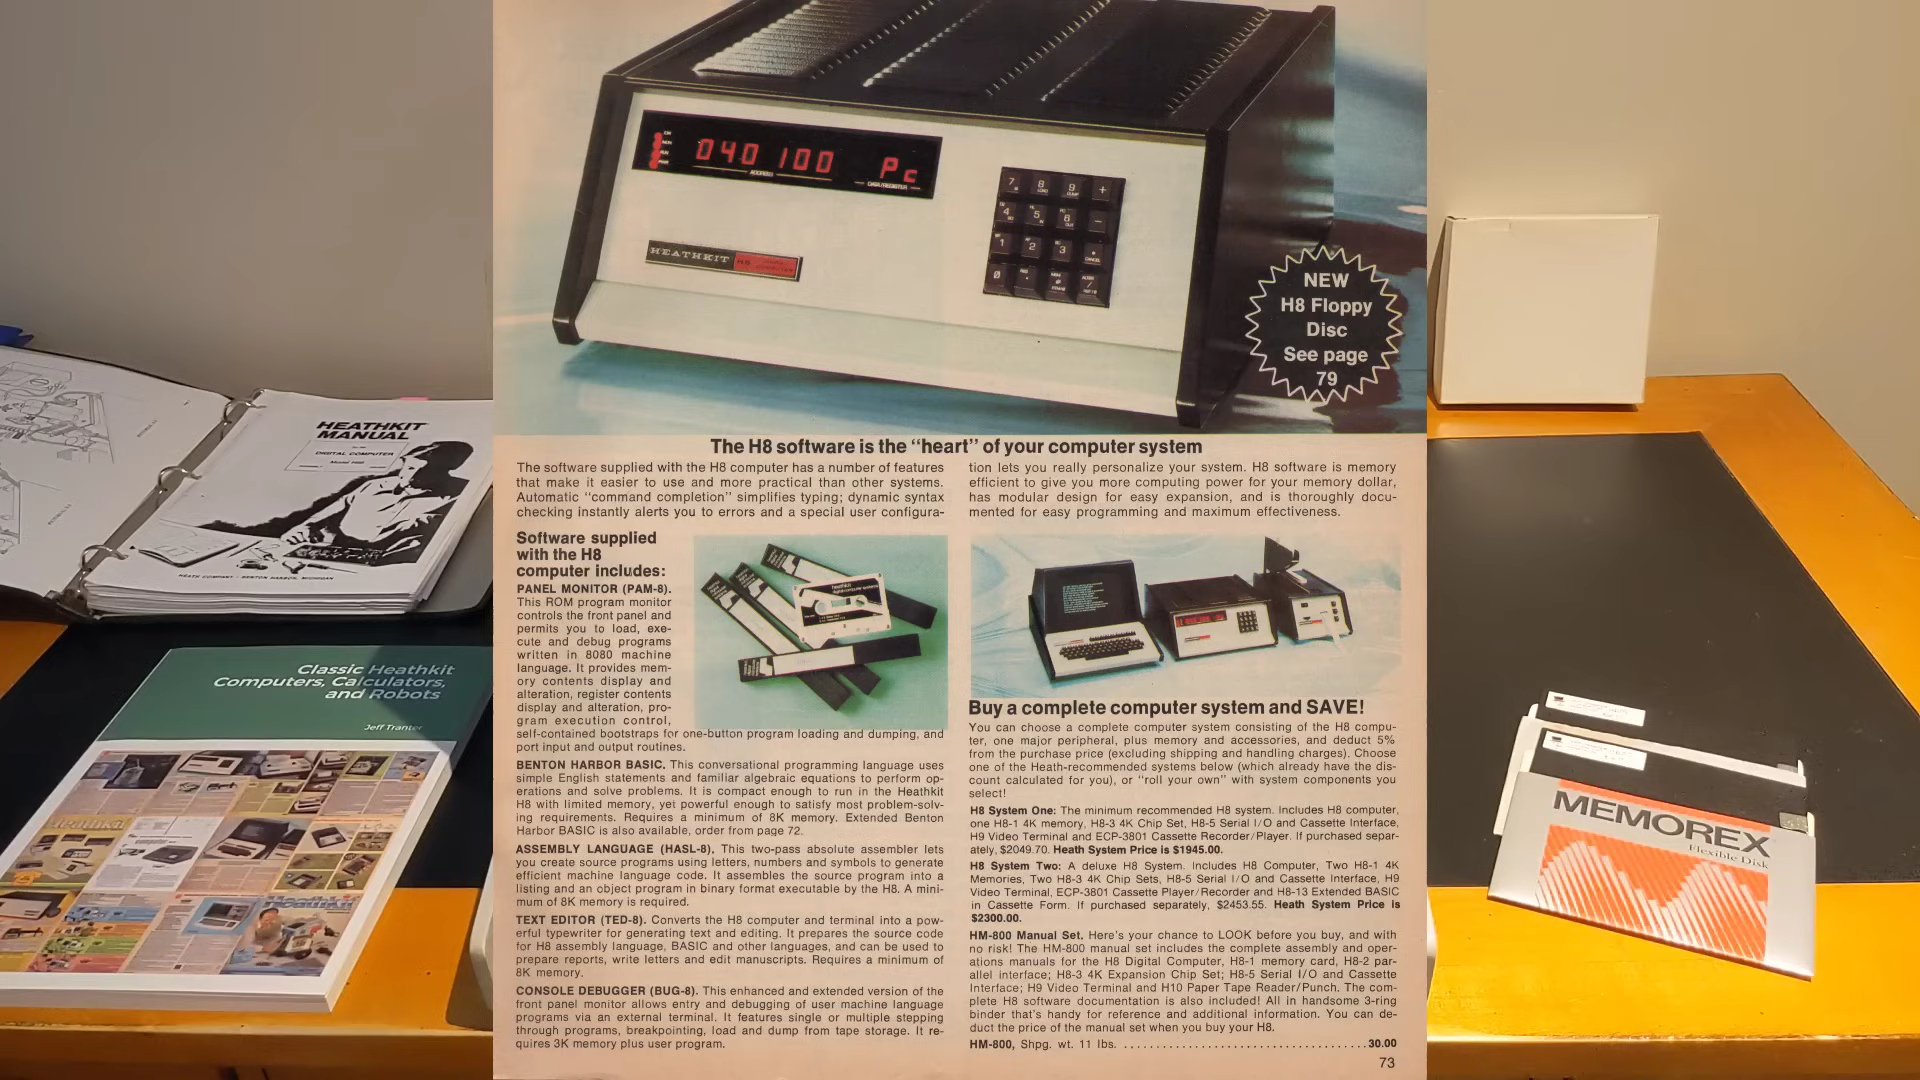 HEATHKIT
MANUAL
DIGITAL COMPUTER
HEATH COMPANY · BENTON HARBOR, MICHIGAN
Classic Heathkit
Computers, Calculators,
and Robots
Jeff Tranter
Heathkit
HeathKit
040 100 Pc
ADDRESS
DATA/REGISTER
7 8 9 +
4 5 6 -
1 2 3 .
CANCEL
0
HEATHKIT H8
NEW
H8 Floppy
Disc
See page
79
The H8 software is the “heart” of your computer system
The software supplied with the H8 computer has a number of features
that make it easier to use and more practical than other systems.
Automatic “command completion” simplifies typing; dynamic syntax
checking instantly alerts you to errors and a special user configura-
tion lets you really personalize your system. H8 software is memory
efficient to give you more computing power for your memory dollar,
has modular design for easy expansion, and is thoroughly docu-
mented for easy programming and maximum effectiveness.
Software supplied
with the H8
computer includes:
PANEL MONITOR (PAM-8).
This ROM program monitor
controls the front panel and
permits you to load, exe-
cute and debug programs
written in 8080 machine
language. It provides mem-
ory contents display and
alteration, register contents
display and alteration, pro-
gram execution control,
self-contained bootstraps for one-button program loading and dumping, and
port input and output routines.
BENTON HARBOR BASIC. This conversational programming language uses
simple English statements and familiar algebraic equations to perform op-
erations and solve problems. It is compact enough to run in the Heathkit
H8 with limited memory, yet powerful enough to satisfy most problem-solv-
ing requirements. Requires a minimum of 8K memory. Extended Benton
Harbor BASIC is also available, order from page 72.
ASSEMBLY LANGUAGE (HASL-8). This two-pass absolute assembler lets
you create source programs using letters, numbers and symbols to generate
efficient machine language code. It assembles the source program into a
listing and an object program in binary format executable by the H8. A mini-
mum of 8K memory is required.
TEXT EDITOR (TED-8). Converts the H8 computer and terminal into a pow-
erful typewriter for generating text and editing. It prepares the source code
for H8 assembly language, BASIC and other languages, and can be used to
prepare reports, write letters and edit manuscripts. Requires a minimum of
8K memory.
CONSOLE DEBUGGER (BUG-8). This enhanced and extended version of the
front panel monitor allows entry and debugging of user machine language
programs via an external terminal. It features single or multiple stepping
through programs, breakpointing, load and dump from tape storage. It re-
quires 3K memory plus user program.
Buy a complete computer system and SAVE!
You can choose a complete computer system consisting of the H8 compu-
ter, one major peripheral, plus memory and accessories, and deduct 5%
from the purchase price (excluding shipping and handling charges). Choose
one of the Heath-recommended systems below (which already have the dis-
count calculated for you), or “roll your own” with system components you
select!
H8 System One: The minimum recommended H8 system. Includes H8 computer,
one H8-1 4K memory, H8-3 4K Chip Set, H8-5 Serial I/O and Cassette Interface,
H9 Video Terminal and ECP-3801 Cassette Recorder/Player. If purchased separ-
ately, $2049.70. Heath System Price is $1945.00.
H8 System Two: A deluxe H8 System. Includes H8 Computer, Two H8-1 4K
Memories, Two H8-3 4K Chip Sets, H8-5 Serial I/O and Cassette Interface, H9
Video Terminal, ECP-3801 Cassette Player/Recorder and H8-13 Extended BASIC
in Cassette Form. If purchased separately, $2453.55. Heath System Price is
$2300.00.
HM-800 Manual Set. Here's your chance to LOOK before you buy, and with
no risk! The HM-800 manual set includes the complete assembly and oper-
ations manuals for the H8 Digital Computer, H8-1 memory card, H8-2 par-
allel interface; H8-3 4K Expansion Chip Set; H8-5 Serial I/O and Cassette
Interface; H9 Video Terminal and H10 Paper Tape Reader/Punch. The com-
plete H8 software documentation is also included! All in handsome 3-ring
binder that's handy for reference and additional information. You can de-
duct the price of the manual set when you buy your H8.
HM-800, Shpg. wt. 11 lbs. .....................................30.00
73
MEMOREX
Flexible Disk